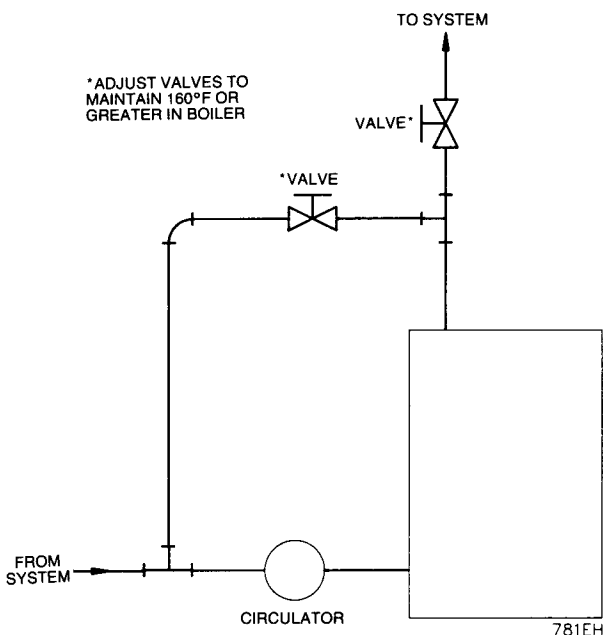 TO SYSTEM
*ADJUST VALVES TO
MAINTAIN 160°F OR
GREATER IN BOILER
VALVE*
*VALVE
FROM
SYSTEM
CIRCULATOR
781EH